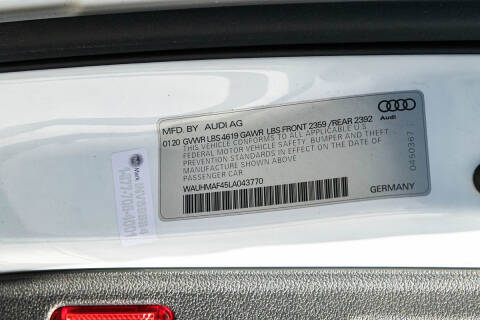 MFD. BY AUDI AG
0120 GVWR LBS 4619 GAWR LBS FRONT 2359 /REAR 2392
THIS VEHICLE CONFORMS TO ALL APPLICABLE U.S.
FEDERAL MOTOR VEHICLE SAFETY, BUMPER AND THEFT
PREVENTION STANDARDS IN EFFECT ON THE DATE OF
MANUFACTURE SHOWN ABOVE
PASSENGER CAR
WAUHMAF45LA043770
GERMANY
Audi
0450367